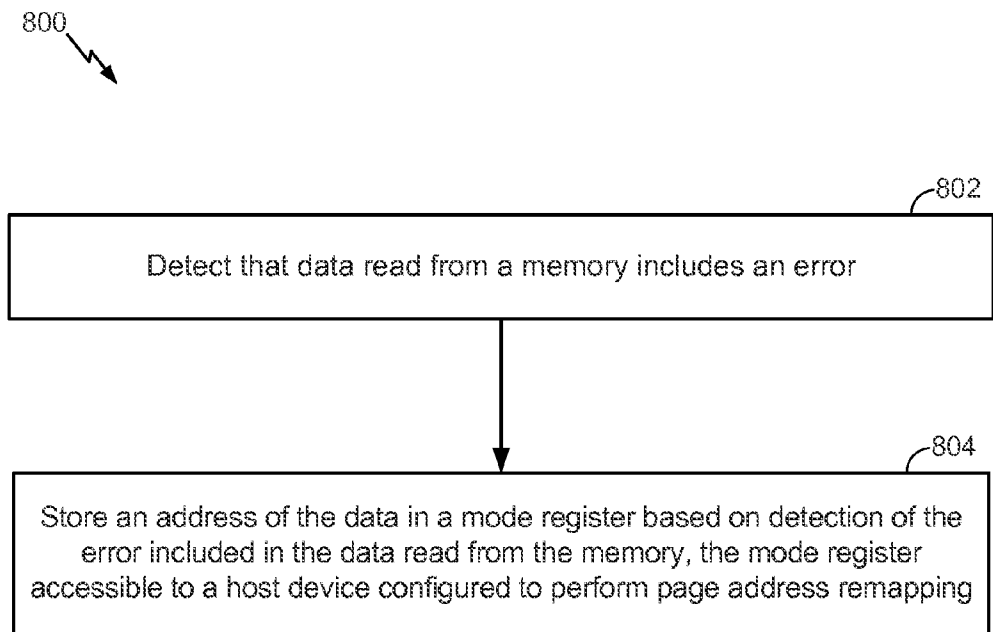 800
802
Detect that data read from a memory includes an error
804
Store an address of the data in a mode register based on detection of the
error included in the data read from the memory, the mode register
accessible to a host device configured to perform page address remapping